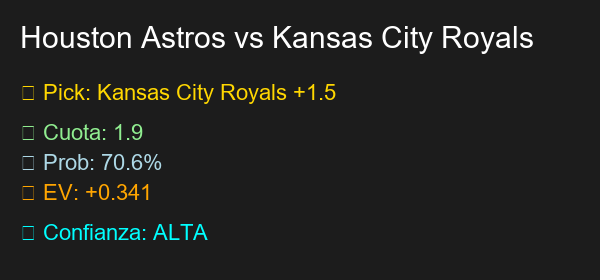 Houston Astros vs Kansas City Royals
Pick: Kansas City Royals +1.5
Cuota: 1.9
Prob: 70.6%
EV: +0.341
Confianza: ALTA